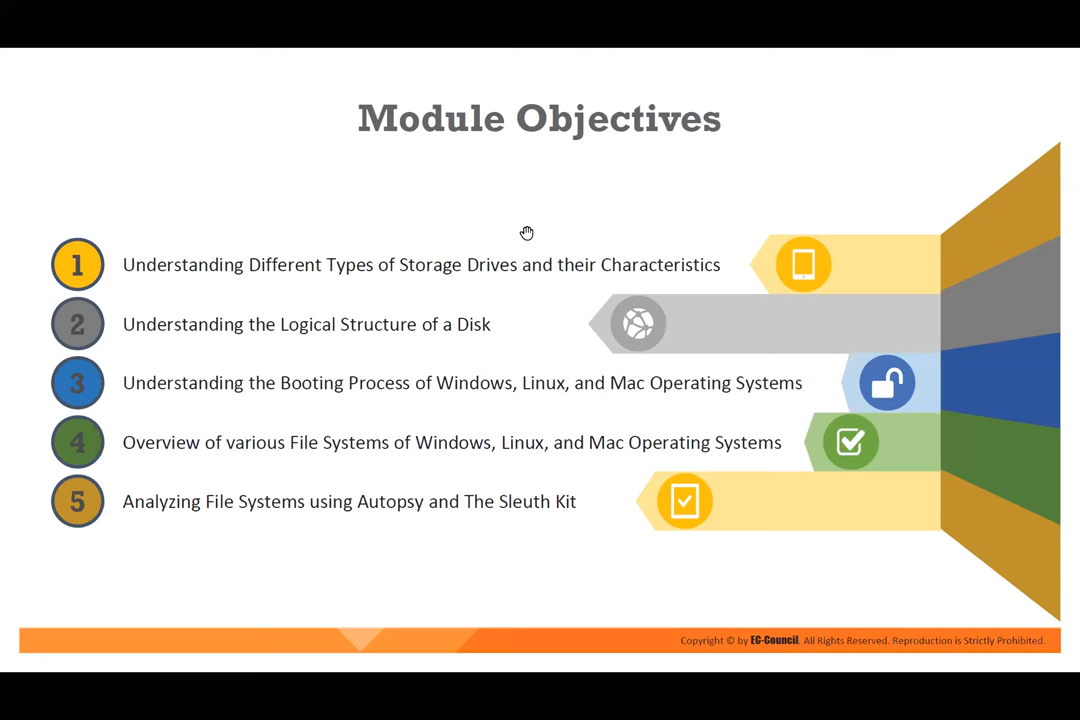 Module Objectives
1 Understanding Different Types of Storage Drives and their Characteristics
2 Understanding the Logical Structure of a Disk
3 Understanding the Booting Process of Windows, Linux, and Mac Operating Systems
4 Overview of various File Systems of Windows, Linux, and Mac Operating Systems
5 Analyzing File Systems using Autopsy and The Sleuth Kit
Copyright © by EC-Council. All Rights Reserved. Reproduction is Strictly Prohibited.